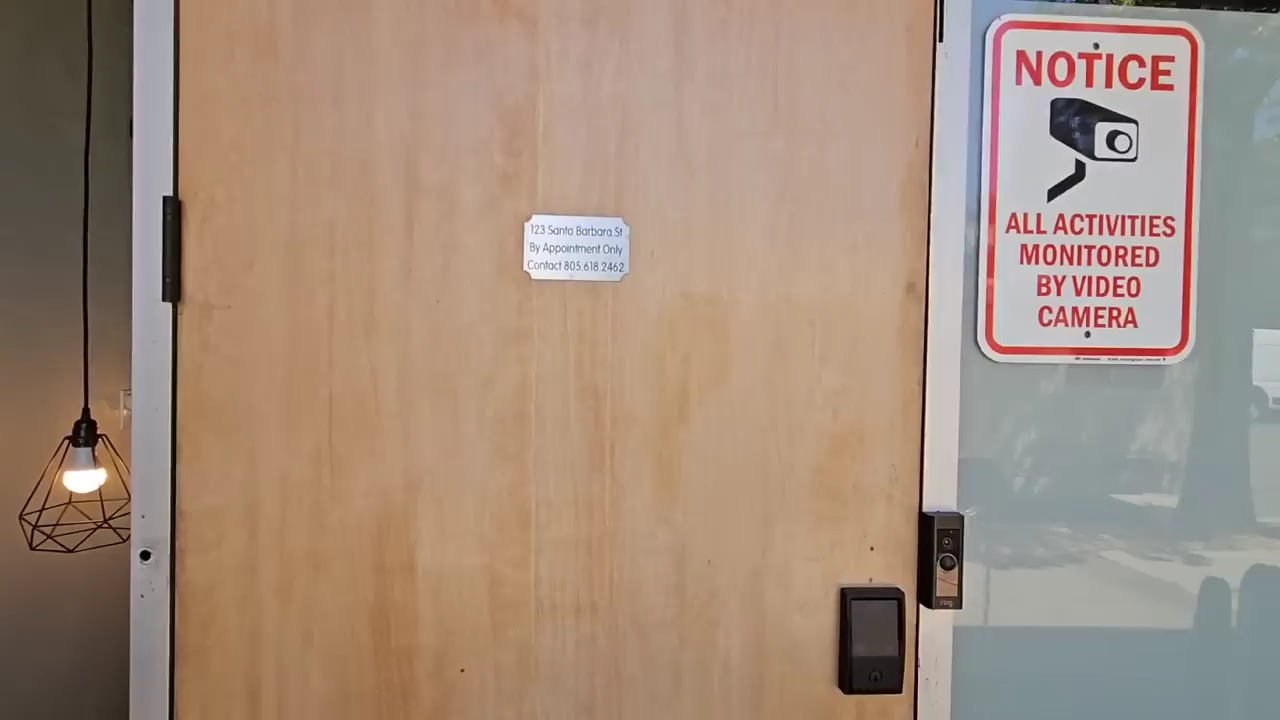 123 Santa Barbara St
By Appointment Only
Contact 805.618.2462
NOTICE
ALL ACTIVITIES
MONITORED
BY VIDEO
CAMERA
ring